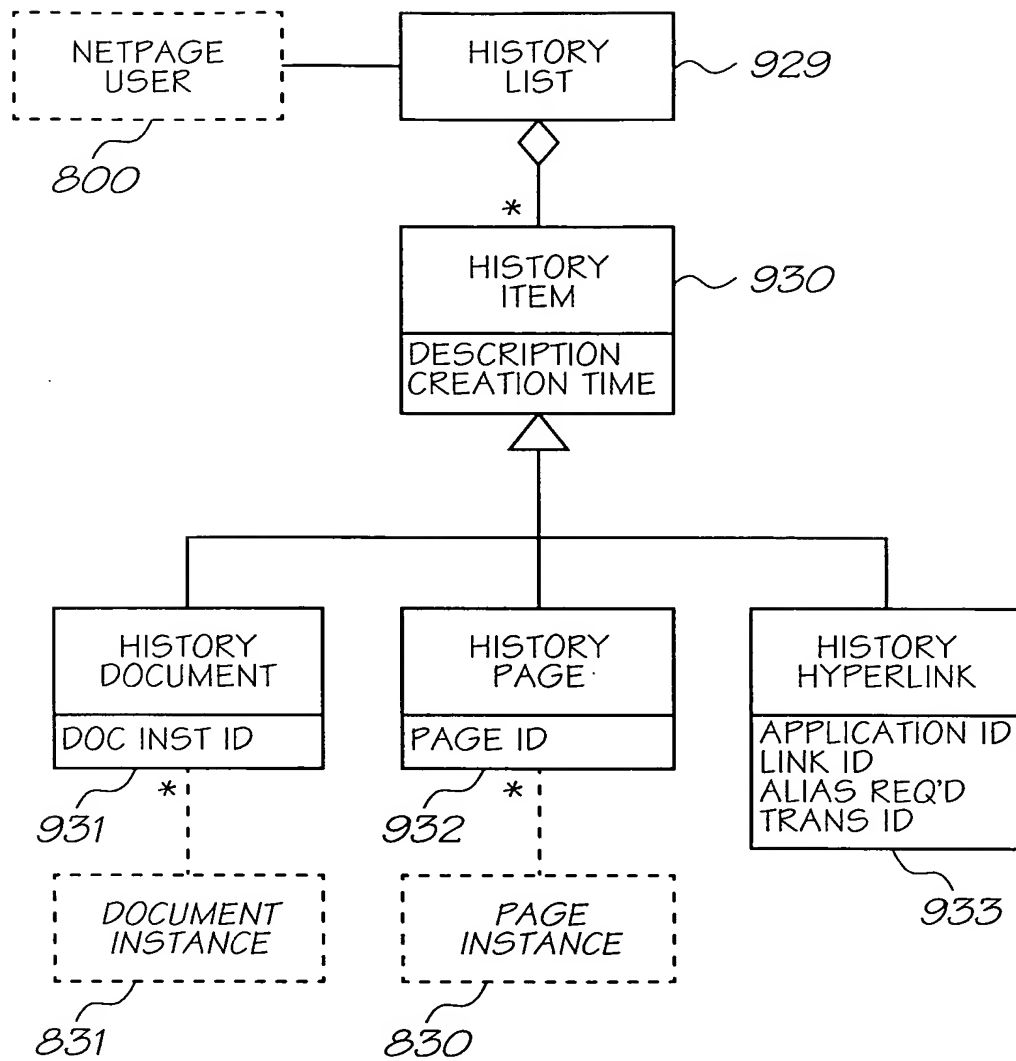 NETPAGE
USER
800
HISTORY
LIST
929
*
HISTORY
ITEM
930
DESCRIPTION
CREATION TIME
HISTORY
DOCUMENT
DOC INST ID
931
*
HISTORY
PAGE
PAGE ID
932
*
HISTORY
HYPERLINK
APPLICATION ID
LINK ID
ALIAS REQ'D
TRANS ID
933
DOCUMENT
INSTANCE
831
PAGE
INSTANCE
830